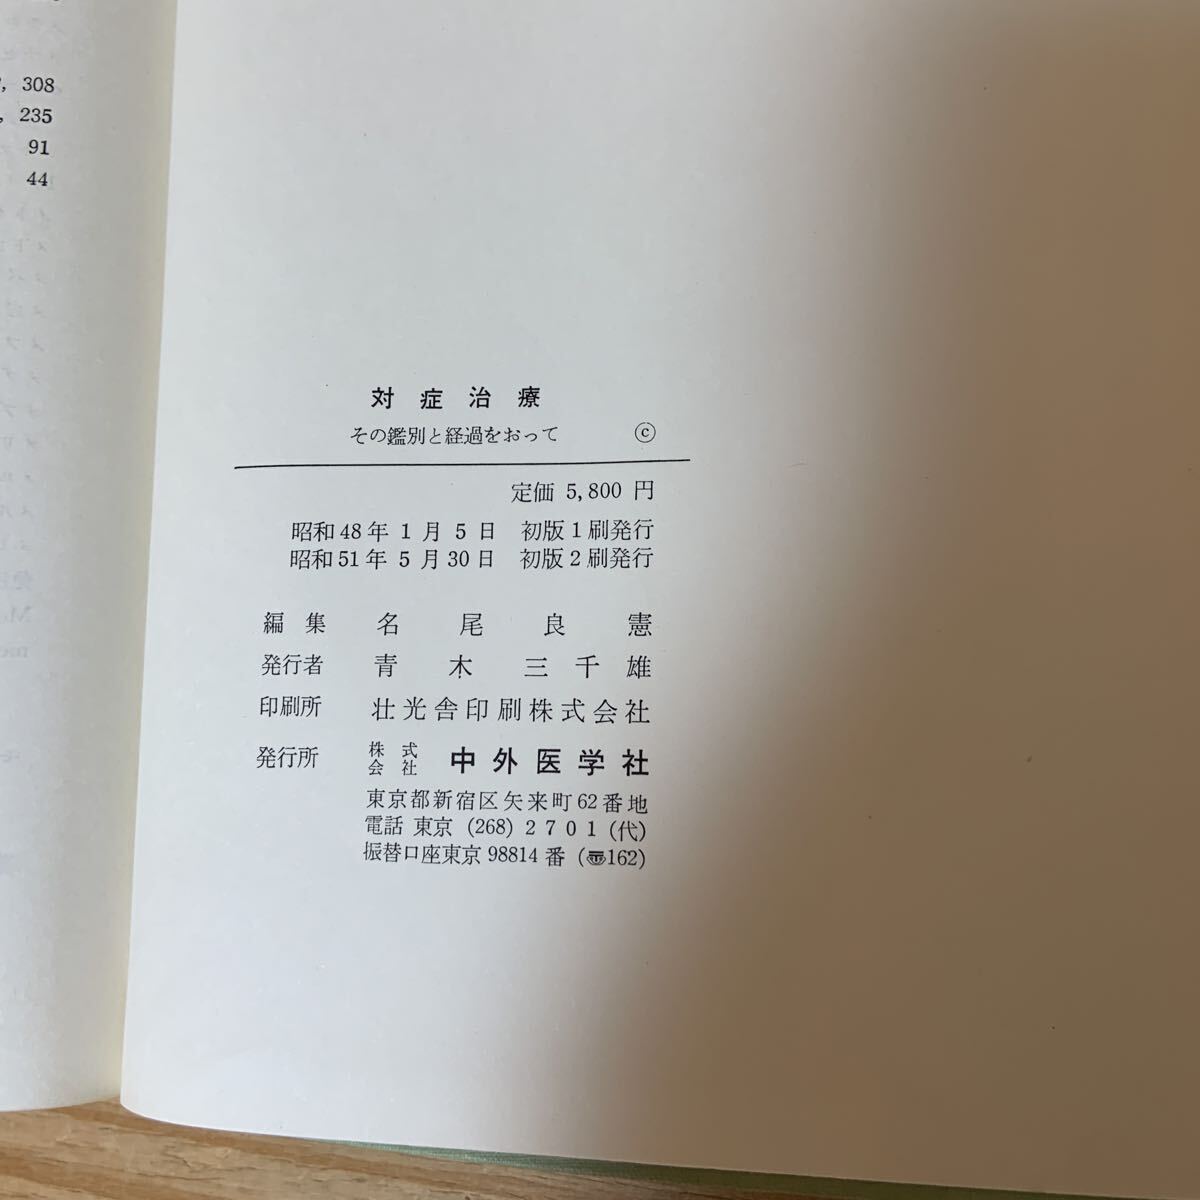 308
235
91
44
対症治療
その鑑別と経過をおって ©
定価 5,800 円
昭和48年 1月 5日 初版1刷発行
昭和51年 5月30日 初版2刷発行
編集 名尾良憲
発行者 青木三千雄
印刷所 壮光舎印刷株式会社
発行所 株式会社 中外医学社
東京都新宿区矢来町62番地
電話 東京 (268) 2701 (代)
振替口座東京 98814 番 (〠162)